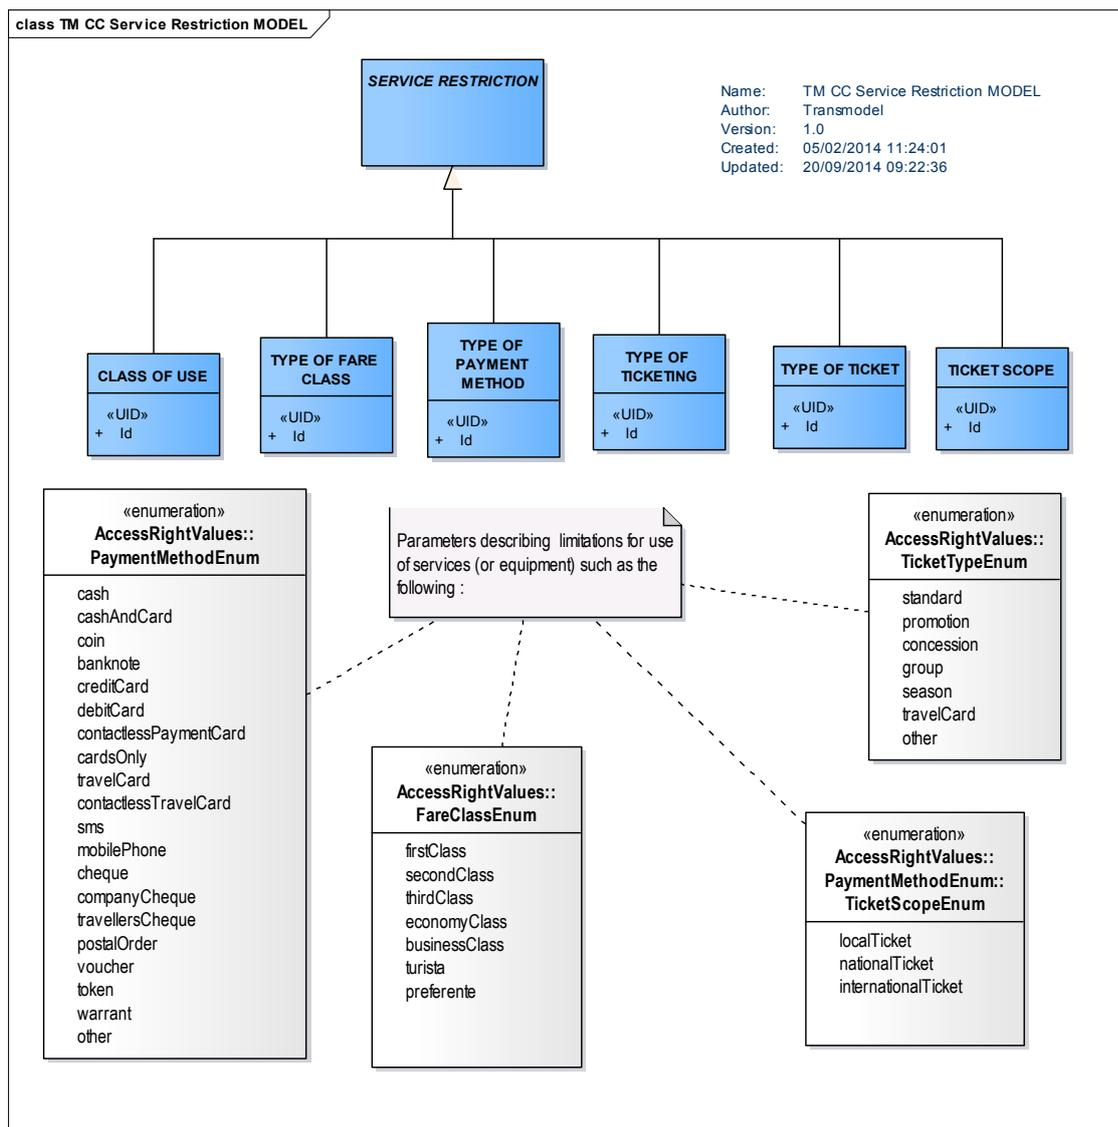 class TM CC Service Restriction MODEL
SERVICE RESTRICTION
Name: TM CC Service Restriction MODEL
Author: Transmodel
Version: 1.0
Created: 05/02/2014 11:24:01
Updated: 20/09/2014 09:22:36
CLASS OF USE
«UID»
+ Id
TYPE OF FARE
CLASS
«UID»
+ Id
TYPE OF
PAYMENT
METHOD
«UID»
+ Id
TYPE OF
TICKETING
«UID»
+ Id
TYPE OF TICKET
«UID»
+ Id
TICKET SCOPE
«UID»
+ Id
«enumeration»
AccessRightValues::
PaymentMethodEnum
cash
cashAndCard
coin
banknote
creditCard
debitCard
contactlessPaymentCard
cardsOnly
travelCard
contactlessTravelCard
sms
mobilePhone
cheque
companyCheque
travellersCheque
postalOrder
voucher
token
warrant
other
Parameters describing limitations for use
of services (or equipment) such as the
following :
«enumeration»
AccessRightValues::
TicketTypeEnum
standard
promotion
concession
group
season
travelCard
other
«enumeration»
AccessRightValues::
FareClassEnum
firstClass
secondClass
thirdClass
economyClass
businessClass
turista
preferente
«enumeration»
AccessRightValues::
PaymentMethodEnum::
TicketScopeEnum
localTicket
nationalTicket
internationalTicket